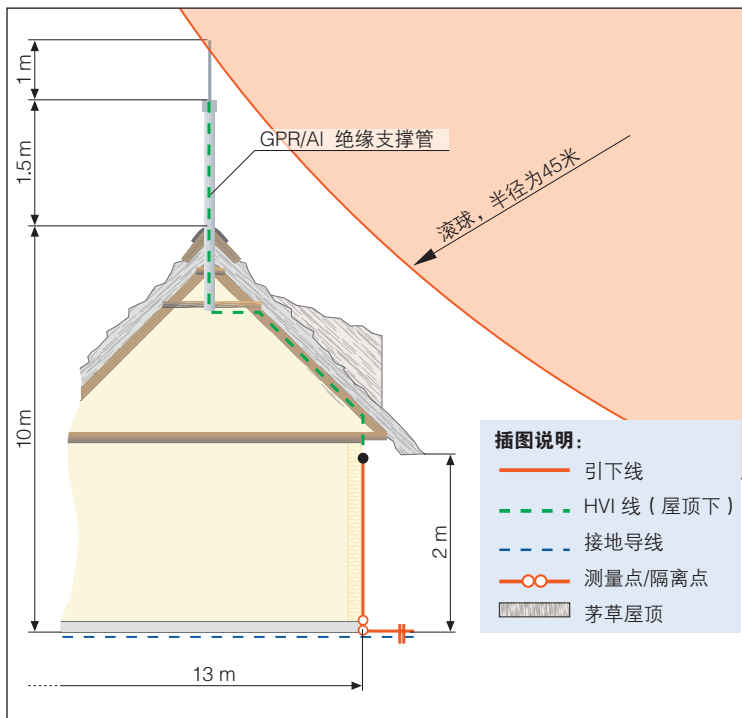 1 m
1.5 m
GPR/AI 绝缘支撑管
滚球，半径为45米
10 m
2 m
13 m
插图说明：
引下线
HVI 线（屋顶下）
接地导线
测量点/隔离点
茅草屋顶